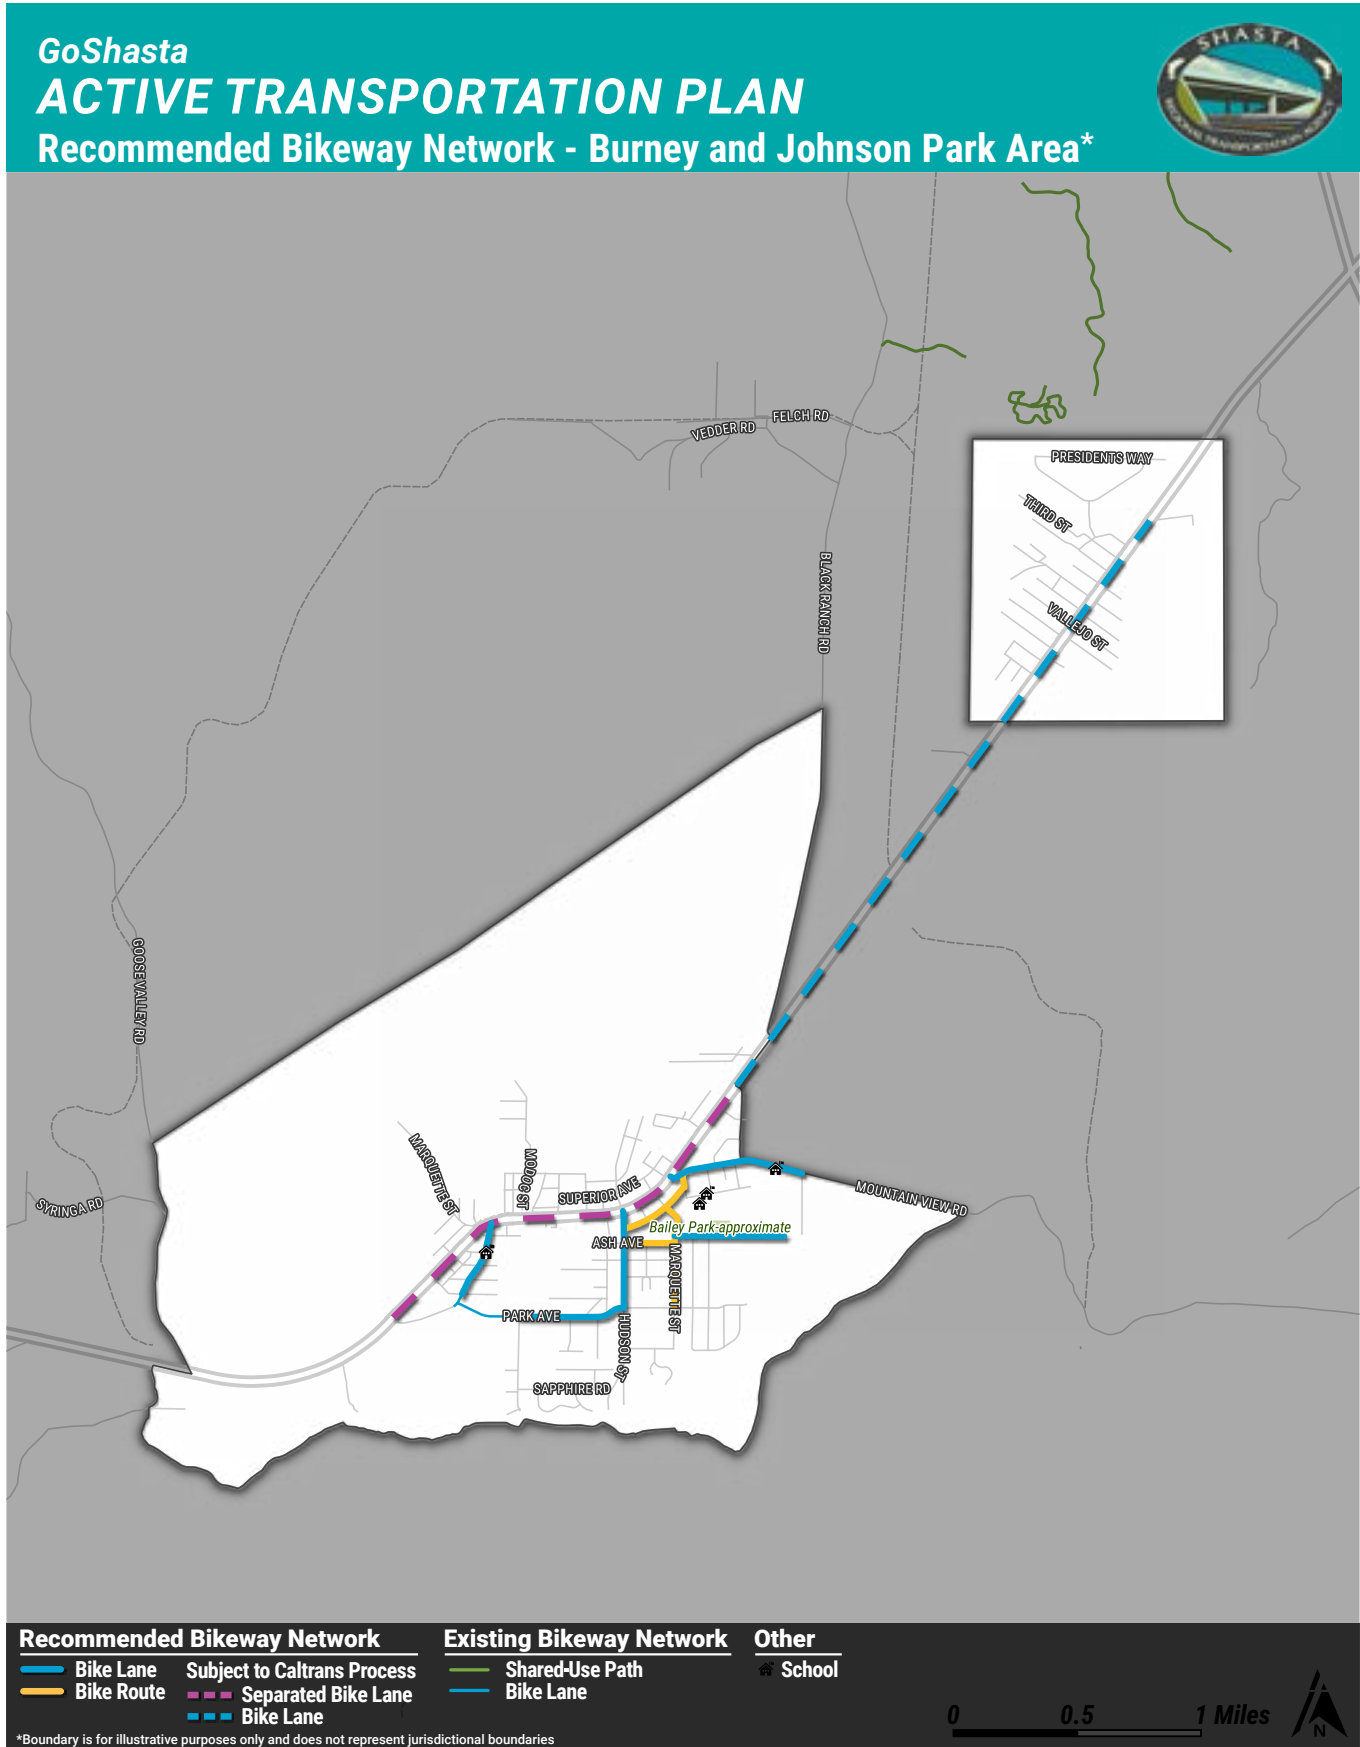 GoShasta
ACTIVE TRANSPORTATION PLAN
Recommended Bikeway Network - Burney and Johnson Park Area*
SHASTA
REGIONAL TRANSPORTATION AGENCY
FELCH RD
VEDDER RD
PRESIDENTS WAY
THIRD ST
BLACK RANCH RD
VALLEJO ST
GOOSE VALLEY RD
MARQUETTE ST
MODOC ST
SUPERIOR AVE
SYRINGA RD
MOUNTAIN VIEW RD
Bailey Park-approximate
ASH AVE
MARQUETTE ST
PARK AVE
HUDSON ST
SAPPHIRE RD
Recommended Bikeway Network
Bike Lane
Bike Route
Subject to Caltrans Process
Separated Bike Lane
Bike Lane
Existing Bikeway Network
Shared-Use Path
Bike Lane
Other
School
0 0.5 1 Miles
N
*Boundary is for illustrative purposes only and does not represent jurisdictional boundaries